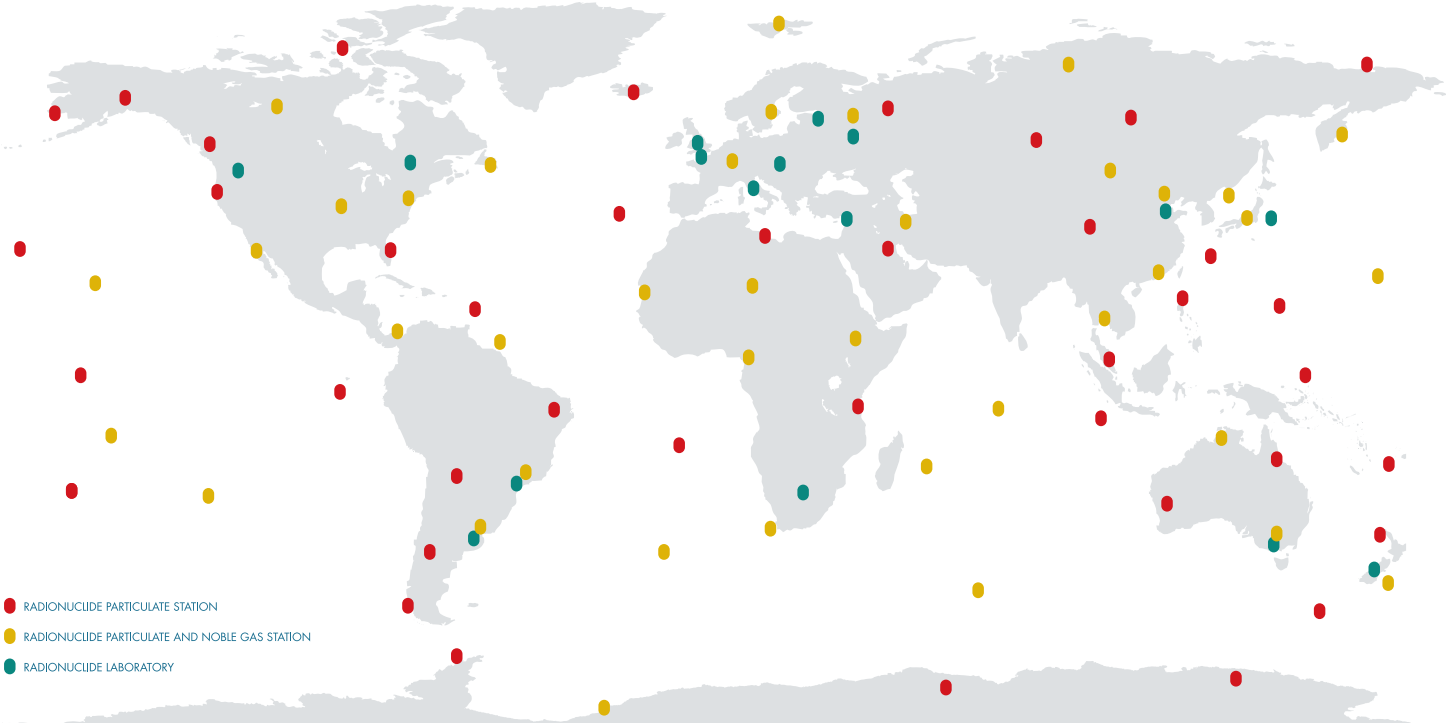 RADIONUCLIDE PARTICULATE STATION
RADIONUCLIDE PARTICULATE AND NOBLE GAS STATION
RADIONUCLIDE LABORATORY